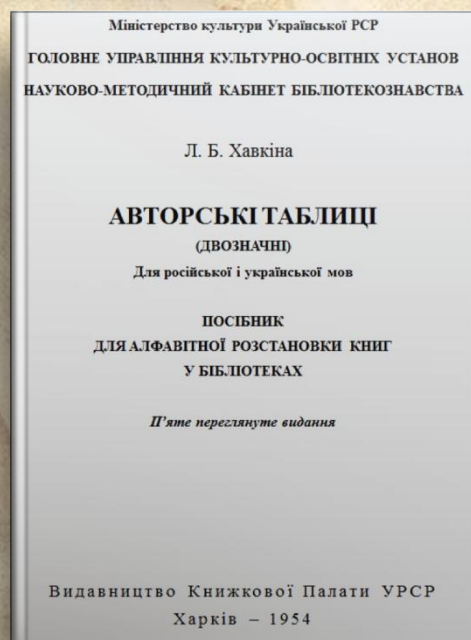 Міністерство культури Української РСР
ГОЛОВНЕ УПРАВЛІННЯ КУЛЬТУРНО-ОСВІТНІХ УСТАНОВ
НАУКОВО-МЕТОДИЧНИЙ КАБІНЕТ БІБЛІОТЕКОЗНАВСТВА
Л. Б. Хавкіна
АВТОРСЬКІ ТАБЛИЦІ
(ДВОЗНАЧНІ)
Для російської і української мов
ПОСІБНИК
ДЛЯ АЛФАВІТНОЇ РОЗСТАНОВКИ КНИГ
У БІБЛІОТЕКАХ
П’яте переглянуте видання
Видавництво Книжкової Палати УРСР
Харків – 1954